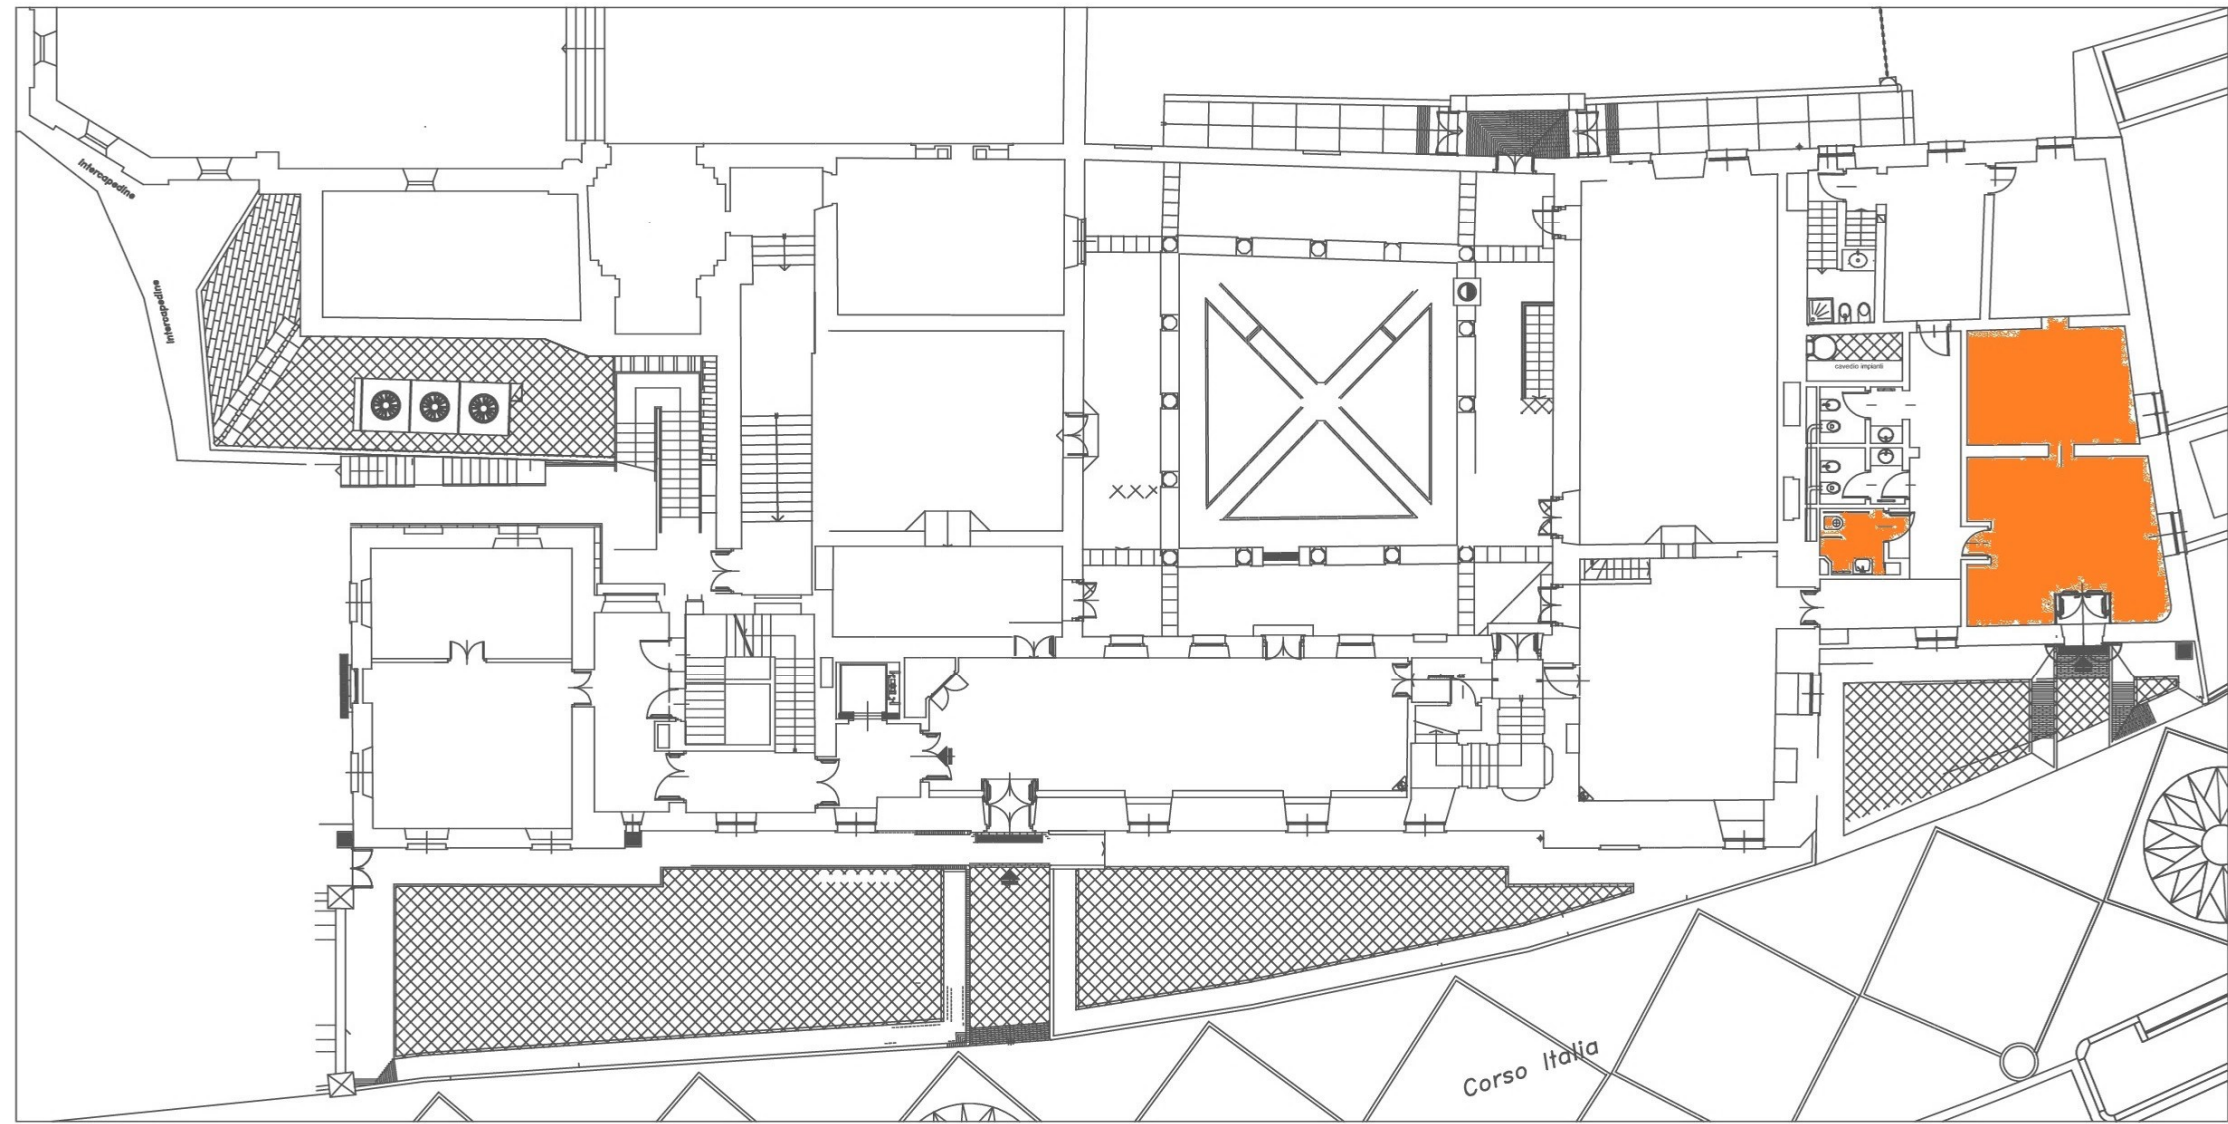 Intercapedine
Intercapedine
cavedio impianti
Corso Italia